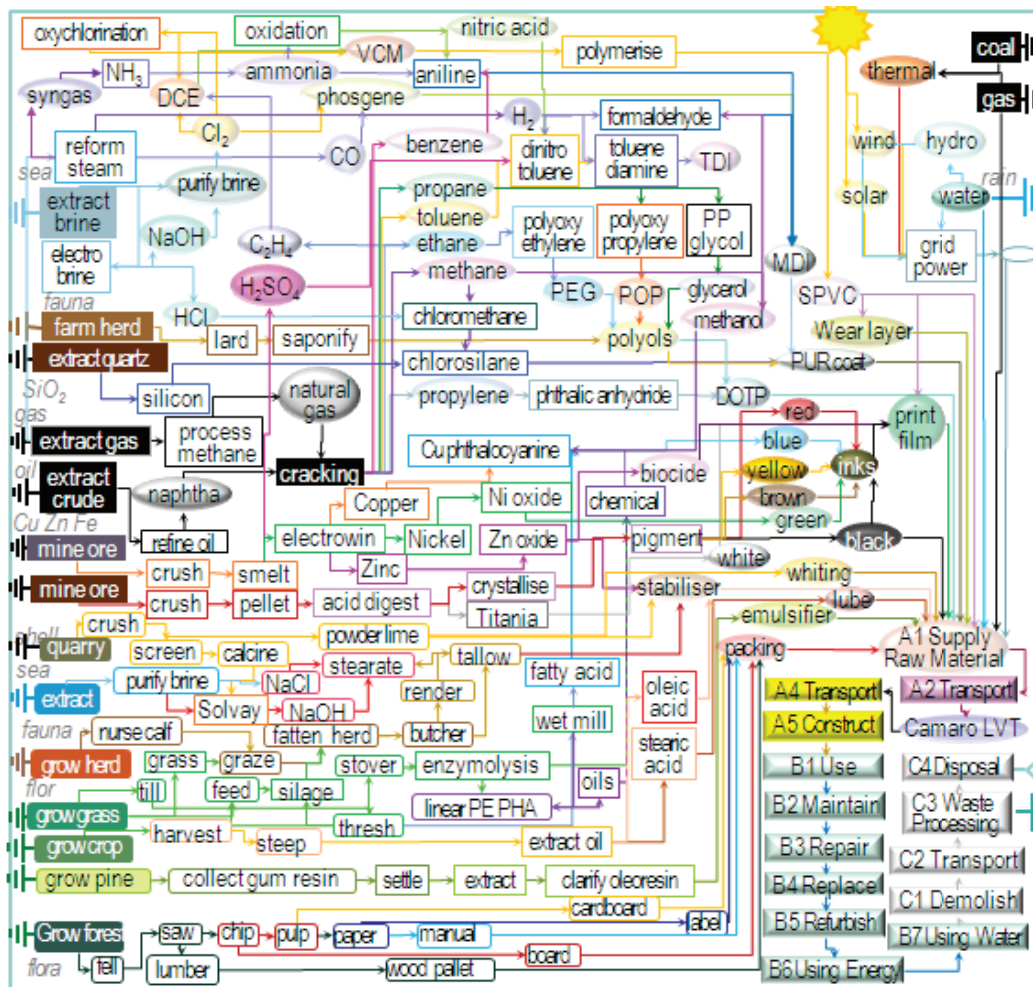 oxychlorination
oxidation
nitric acid
VCM
polymerise
coal
NH3
ammonia
aniline
thermal
syngas
DCE
phosgene
gas
H2
formaldehyde
Cl2
reform
steam
CO
benzene
dinitro
toluene
toluene
diamine
TDI
wind
hydro
sea
purify brine
rain
extract
brine
propane
solar
water
toluene
polyoxy
ethylene
polyoxy
propylene
PP
glycol
NaOH
C2H4
ethane
electro
brine
grid
power
methane
MDI
H2SO4
PEG
POP
glycerol
SPVC
fauna
HCl
chloromethane
methanol
farm herd
lard
saponify
polyols
Wear layer
extract quartz
chlorosilane
PUR coat
SiO2
silicon
natural
gas
propylene
phthalic anhydride
DOTP
gas
red
print
film
extract gas
process
methane
Cu phthalocyanine
blue
oil
cracking
biocide
yellow
inks
extract
crude
naphtha
Copper
Ni oxide
chemical
brown
Cu Zn Fe
green
mine ore
refine oil
electrowin
Nickel
Zn oxide
pigment
black
white
crush
smelt
Zinc
mine ore
crush
pellet
acid digest
crystallise
stabiliser
whiting
Titania
lube
shell
crush
powder lime
emulsifier
quarry
screen
calcine
stearate
tallow
packing
A1 Supply
Raw Material
sea
purify brine
NaCl
fatty acid
extract
render
oleic
acid
A4 Transport
A2 Transport
Solvay
NaOH
wet mill
A5 Construct
Camaro LVT
fauna
nurse calf
fatten herd
butcher
stearic
acid
grow herd
grass
graze
stover
enzymolysis
B1 Use
C4 Disposal
flor
till
feed
silage
oils
linear PE PHA
B2 Maintain
C3 Waste
Processing
grow grass
harvest
thresh
steep
extract oil
B3 Repair
grow crop
C2 Transport
grow pine
collect gum resin
settle
extract
clarify oleoresin
B4 Replace
cardboard
C1 Demolish
label
B5 Refurbish
Grow forest
saw
chip
pulp
paper
manual
B7 Using Water
board
flora
fell
lumber
wood pallet
B6 Using Energy